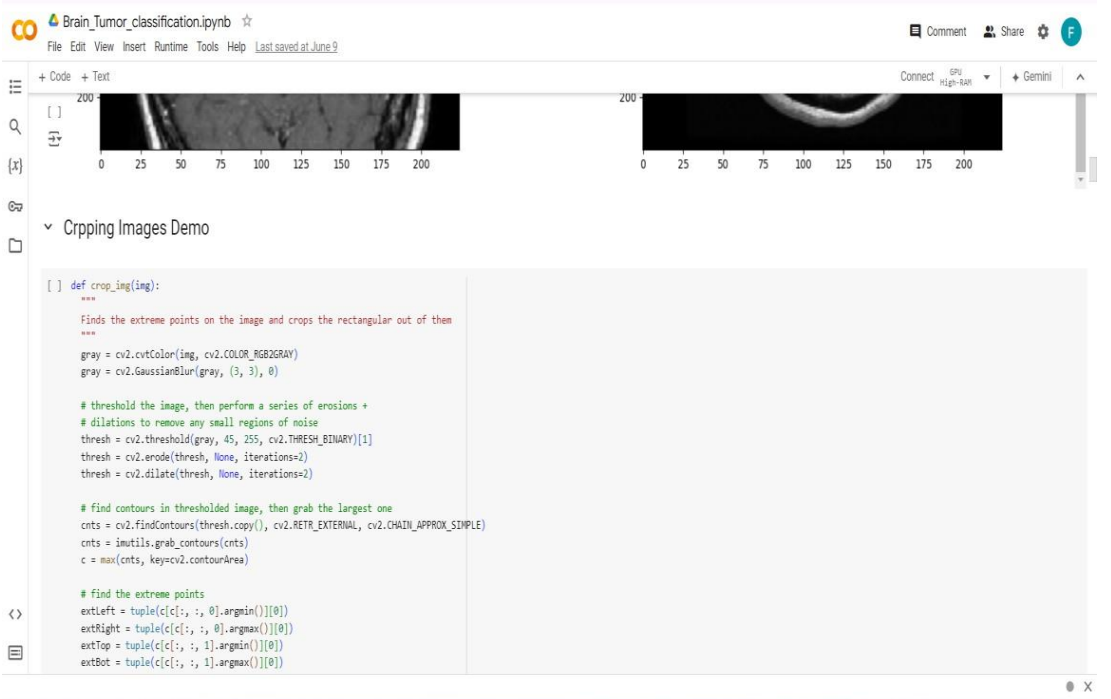 Brain_Tumor_classification.ipynb
Comment Share F
File Edit View Insert Runtime Tools Help Last saved at June 9
+ Code + Text
Connect GPU High-RAM Gemini
[ ]
200
200
0 25 50 75 100 125 150 175 200
0 25 50 75 100 125 150 175 200
{x}
Crpping Images Demo
[ ] def crop_img(img):
"""
Finds the extreme points on the image and crops the rectangular out of them
"""
gray = cv2.cvtColor(img, cv2.COLOR_RGB2GRAY)
gray = cv2.GaussianBlur(gray, (3, 3), 0)
# threshold the image, then perform a series of erosions +
# dilations to remove any small regions of noise
thresh = cv2.threshold(gray, 45, 255, cv2.THRESH_BINARY)[1]
thresh = cv2.erode(thresh, None, iterations=2)
thresh = cv2.dilate(thresh, None, iterations=2)
# find contours in thresholded image, then grab the largest one
cnts = cv2.findContours(thresh.copy(), cv2.RETR_EXTERNAL, cv2.CHAIN_APPROX_SIMPLE)
cnts = imutils.grab_contours(cnts)
c = max(cnts, key=cv2.contourArea)
# find the extreme points
extLeft = tuple(c[c[:, :, 0].argmin()][0])
extRight = tuple(c[c[:, :, 0].argmax()][0])
extTop = tuple(c[c[:, :, 1].argmin()][0])
extBot = tuple(c[c[:, :, 1].argmax()][0])